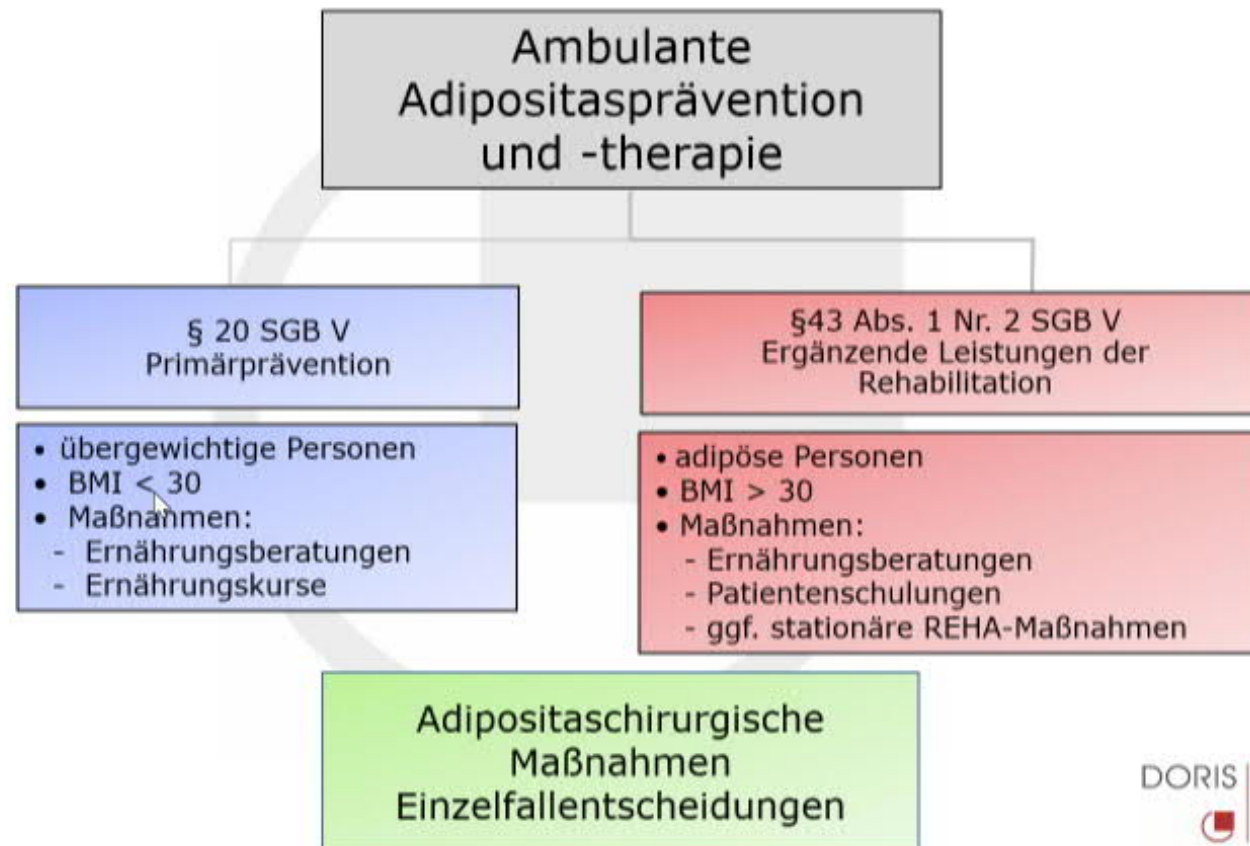 Ambulante
Adipositasprävention
und -therapie
§ 20 SGB V
Primärprävention
• übergewichtige Personen
• BMI < 30
• Maßnahmen:
- Ernährungsberatungen
- Ernährungskurse
§43 Abs. 1 Nr. 2 SGB V
Ergänzende Leistungen der
Rehabilitation
• adipöse Personen
• BMI > 30
• Maßnahmen:
- Ernährungsberatungen
- Patientenschulungen
- ggf. stationäre REHA-Maßnahmen
Adipositaschirurgische
Maßnahmen
Einzelfallentscheidungen
DORIS